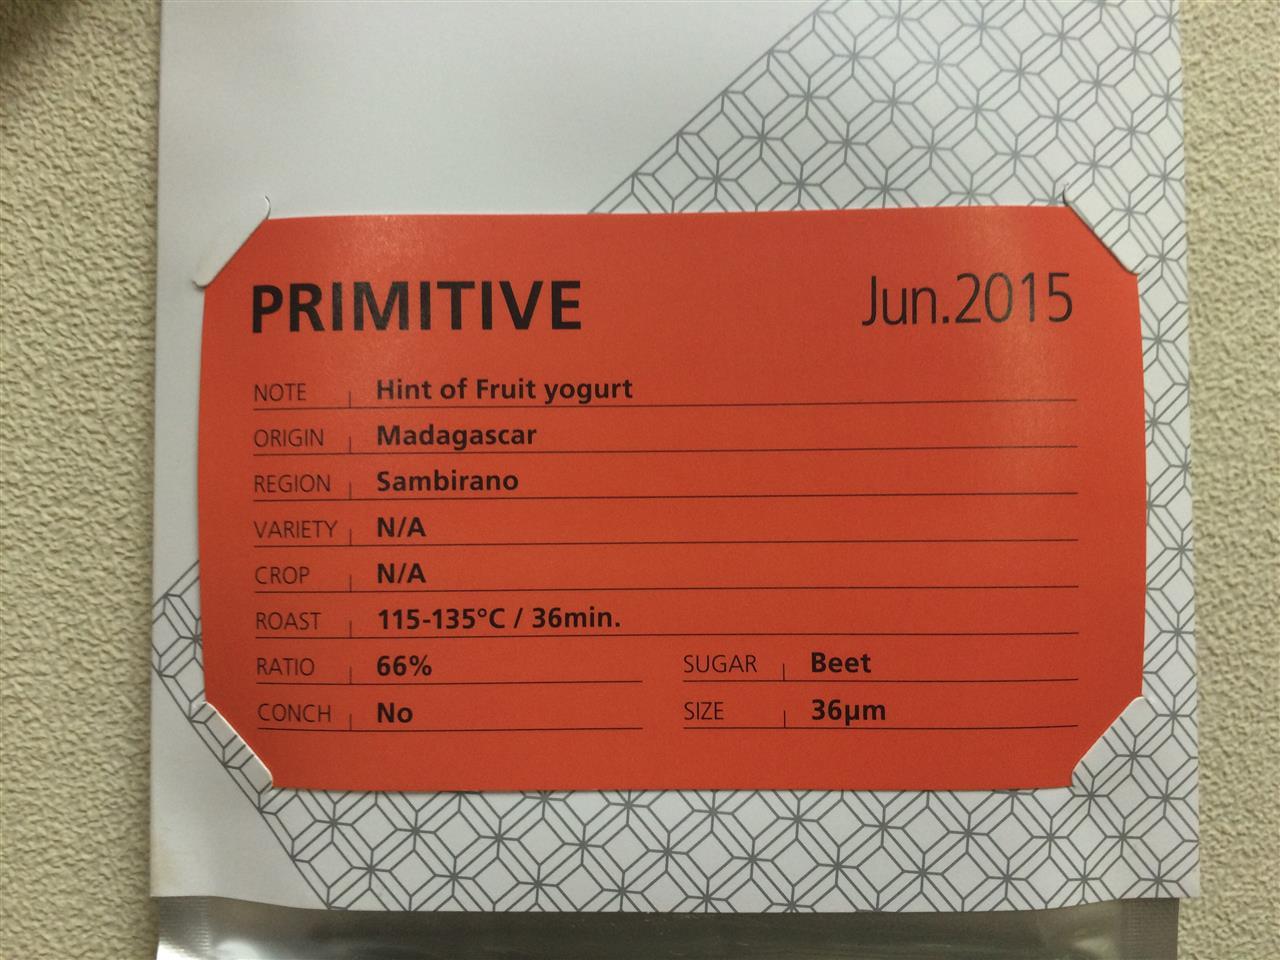 PRIMITIVE Jun.2015
NOTE Hint of Fruit yogurt
ORIGIN Madagascar
REGION Sambirano
VARIETY N/A
CROP N/A
ROAST 115-135°C / 36min.
RATIO 66% SUGAR Beet
CONCH No SIZE 36µm